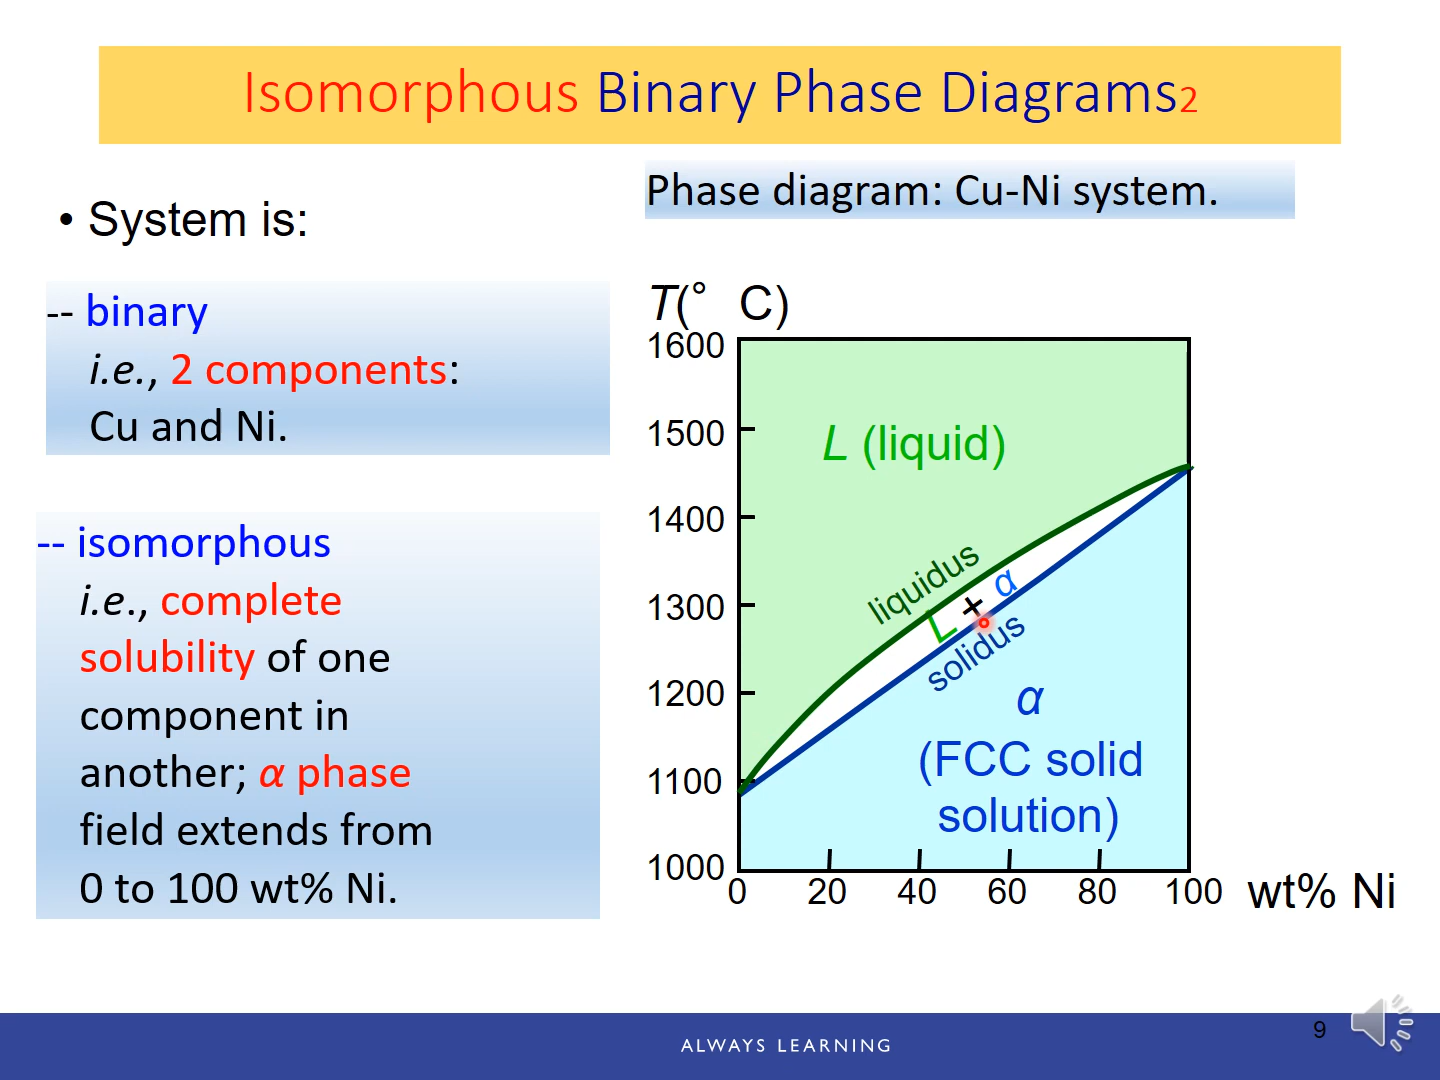 Isomorphous Binary Phase Diagrams2
• System is:
-- binary
i.e., 2 components:
Cu and Ni.
-- isomorphous
i.e., complete
solubility of one
component in
another; α phase
field extends from
0 to 100 wt% Ni.
Phase diagram: Cu-Ni system.
T(° C)
1600
1500
1400
1300
1200
1100
1000
L (liquid)
liquidus
L + α
solidus
α
(FCC solid
solution)
0 20 40 60 80 100 wt% Ni
ALWAYS LEARNING
9